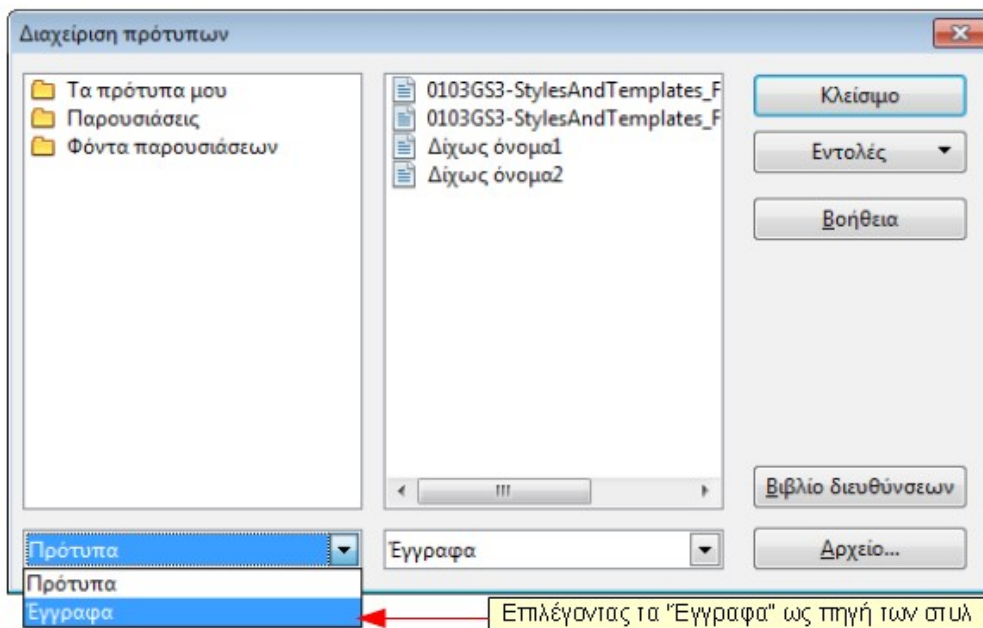 Διαχείριση πρότυπων
Τα πρότυπα μου
Παρουσιάσεις
Φόντα παρουσιάσεων
0103GS3-StylesAndTemplates_F
0103GS3-StylesAndTemplates_F
Δίχως όνομα1
Δίχως όνομα2
Κλείσιμο
Εντολές
Βοήθεια
Βιβλίο διευθύνσεων
Πρότυπα
Έγγραφα
Αρχείο...
Πρότυπα
Έγγραφα
Επιλέγοντας τα "Έγγραφα" ως πηγή των στυλ